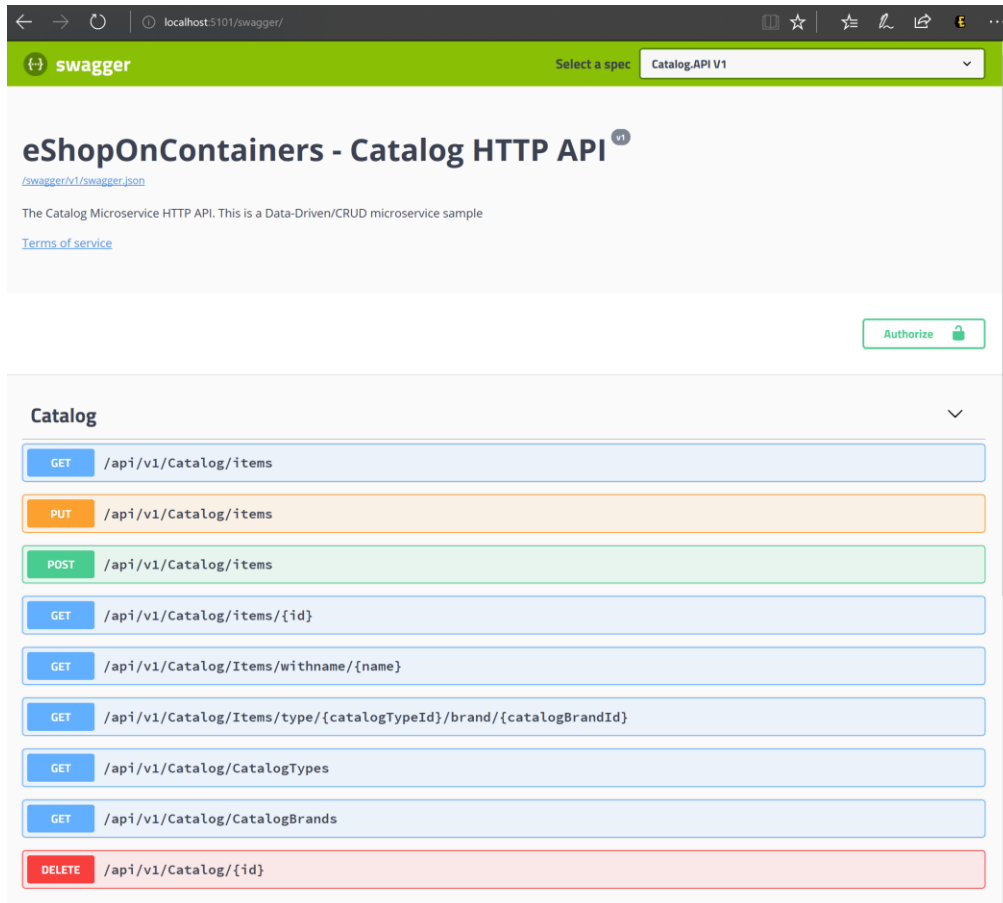 localhost:5101/swagger/
swagger Select a spec Catalog.API V1
eShopOnContainers - Catalog HTTP API v1
/swagger/v1/swagger.json
The Catalog Microservice HTTP API. This is a Data-Driven/CRUD microservice sample
Terms of service
Authorize
Catalog
GET /api/v1/Catalog/items
PUT /api/v1/Catalog/items
POST /api/v1/Catalog/items
GET /api/v1/Catalog/items/{id}
GET /api/v1/Catalog/Items/withname/{name}
GET /api/v1/Catalog/Items/type/{catalogTypeId}/brand/{catalogBrandId}
GET /api/v1/Catalog/CatalogTypes
GET /api/v1/Catalog/CatalogBrands
DELETE /api/v1/Catalog/{id}